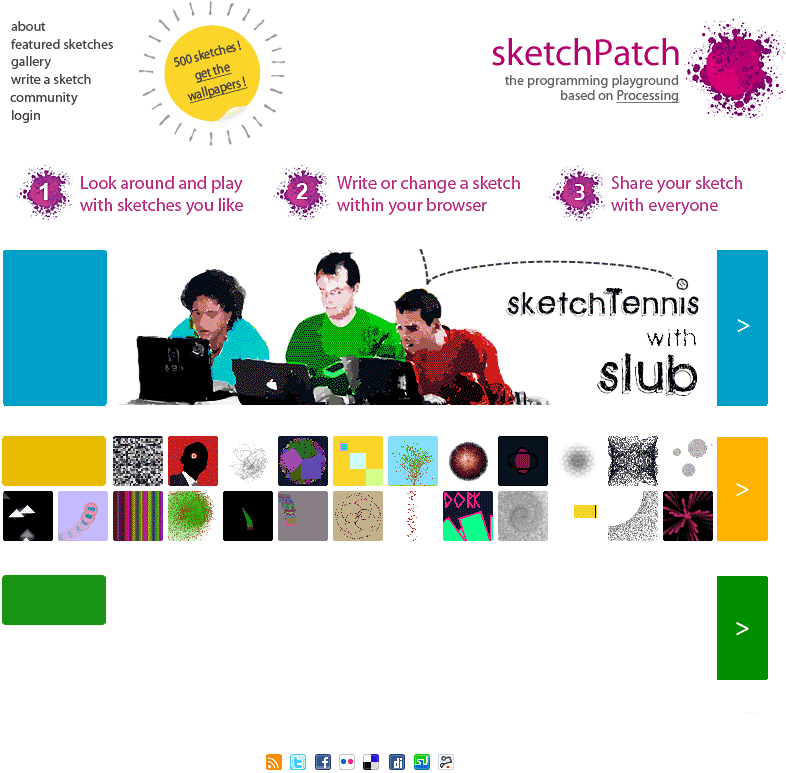 about
featured sketches
gallery
write a sketch
community
login
500 sketches !
get the
wallpapers !
sketchPatch
the programming playground
based on Processing
1
Look around and play
with sketches you like
2
Write or change a sketch
within your browser
3
Share your sketch
with everyone
sketchTennis
with
slub
>
DORK
>
>